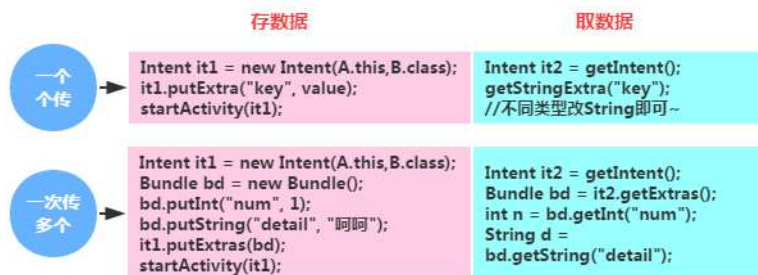 存数据
取数据
一个
个传
Intent it1 = new Intent(A.this,B.class);
it1.putExtra("key", value);
startActivity(it1);
Intent it2 = getIntent();
getStringExtra("key");
//不同类型改String即可~
一次传
多个
Intent it1 = new Intent(A.this,B.class);
Bundle bd = new Bundle();
bd.putInt("num", 1);
bd.putString("detail", "呵呵");
it1.putExtras(bd);
startActivity(it1);
Intent it2 = getIntent();
Bundle bd = it2.getExtras();
int n = bd.getInt("num");
String d =
bd.getString("detail");